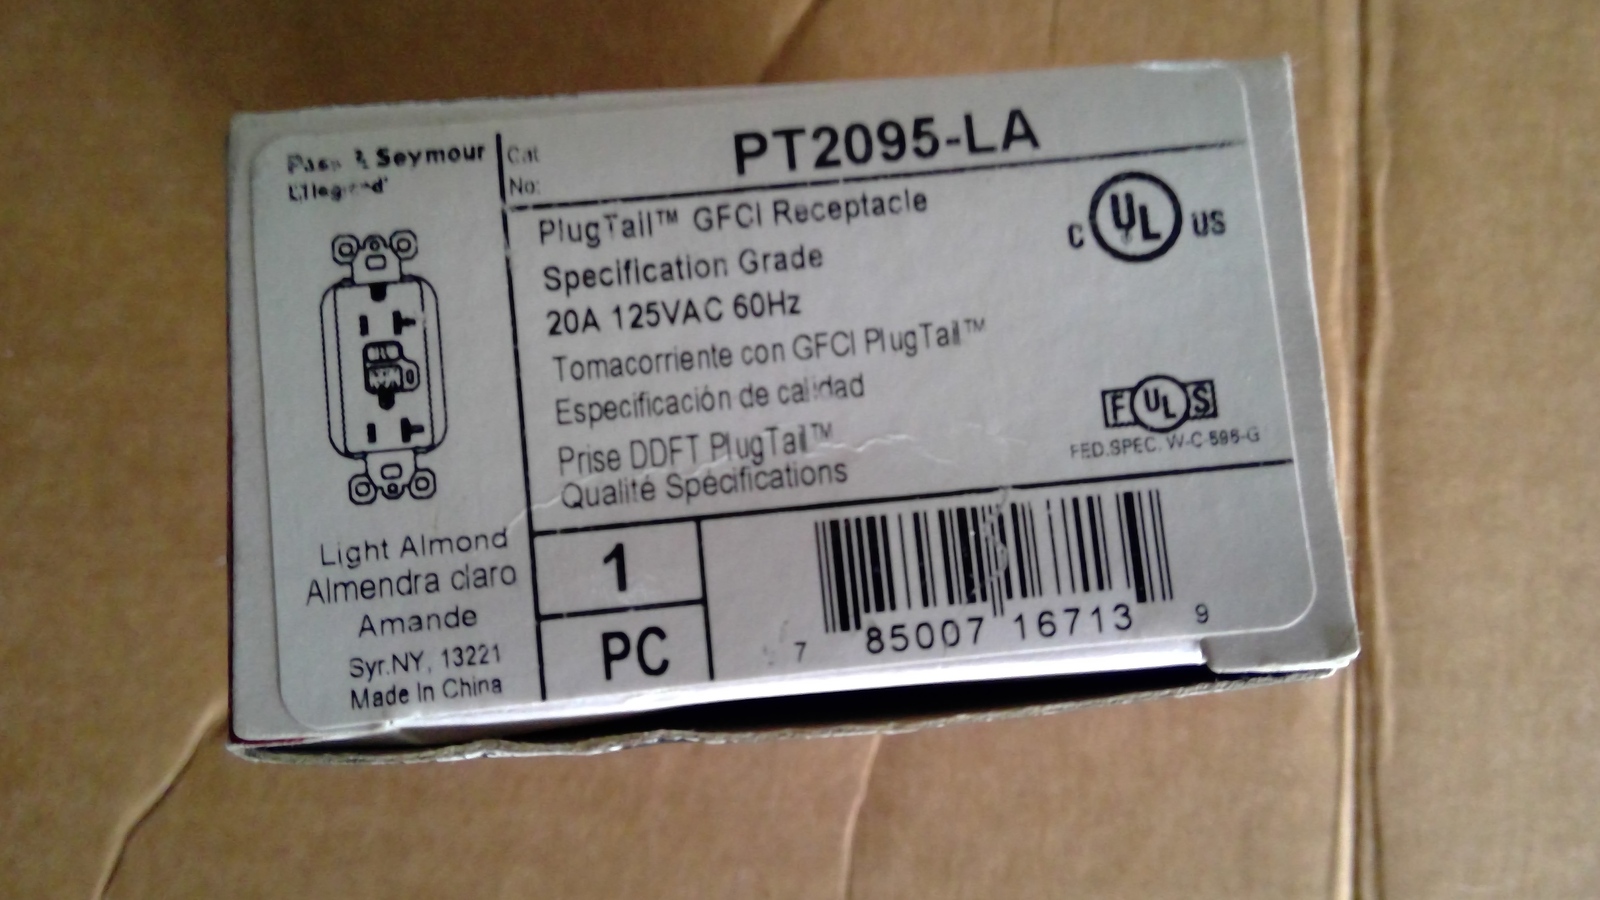 Pass & Seymour
Legrand
Cat
No:
PT2095-LA
PlugTail™ GFCI Receptacle
Specification Grade
20A 125VAC 60Hz
Tomacorriente con GFCI PlugTail™
Especificación de calidad
Prise DDFT PlugTail™
Qualité Specifications
C UL US
F UL S
FED.SPEC. W-C-596-G
Light Almond
Almendra claro
Amande
Syr.NY, 13221
Made In China
1
PC
7 85007 16713 9